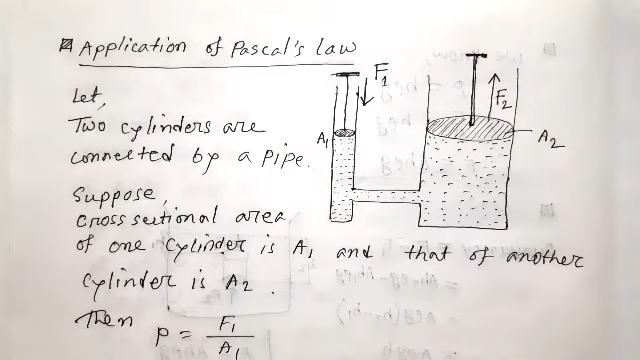 Application of Pascal's law
Let,
Two cylinders are
connected by a pipe.
Suppose,
cross sectional area
of one cylinder is A₁ and that of another
cylinder is A₂.
Then P = F₁/A₁
F₁
F₂
A₁
A₂